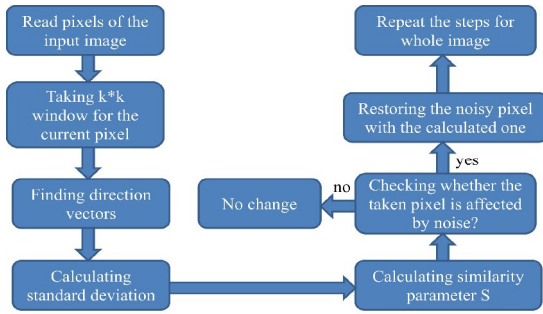 Read pixels of the
input image
Taking k*k
window for the
current pixel
Finding direction
vectors
Calculating
standard deviation
Calculating similarity
parameter S
Checking whether the
taken pixel is affected
by noise?
no
No change
yes
Restoring the noisy pixel
with the calculated one
Repeat the steps for
whole image